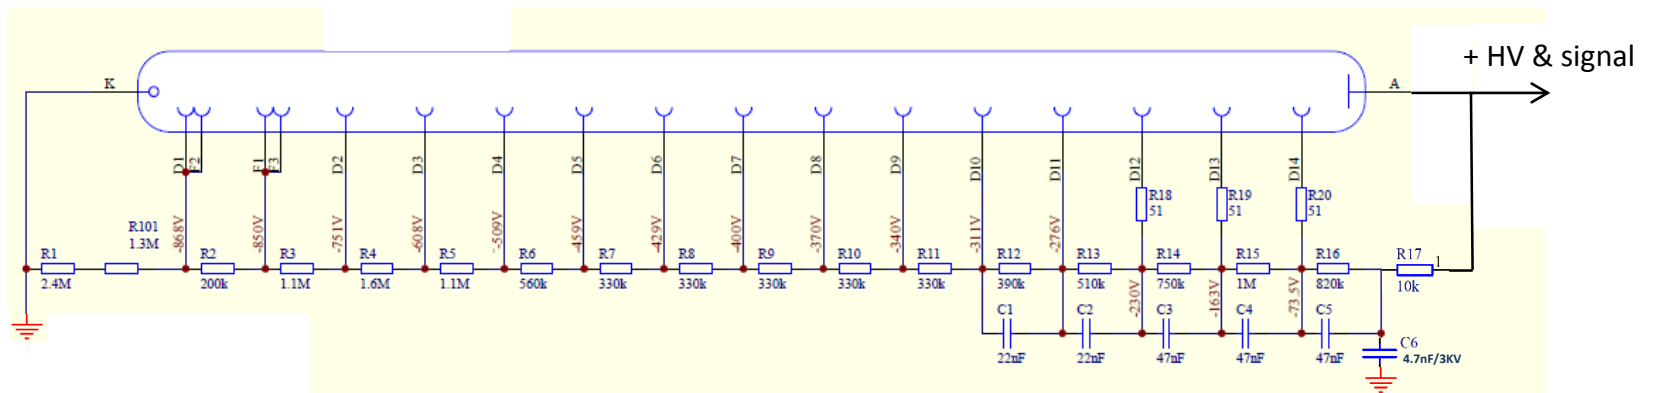 + HV & signal
K
A
D1
F2
F1
F3
D2
D3
D4
D5
D6
D7
D8
D9
D10
D11
D12
D13
D14
R18
51
R19
51
R20
51
-868V
-850V
-751V
-608V
-509V
-459V
-429V
-400V
-370V
-340V
-311V
-276V
R101
1.3M
R1
2.4M
R2
200k
R3
1.1M
R4
1.6M
R5
1.1M
R6
560k
R7
330k
R8
330k
R9
330k
R10
330k
R11
330k
R12
390k
R13
510k
R14
750k
R15
1M
R16
820k
R17
1
10k
-230V
-163V
-73.5V
C1
22nF
C2
22nF
C3
47nF
C4
47nF
C5
47nF
C6
4.7nF/3KV